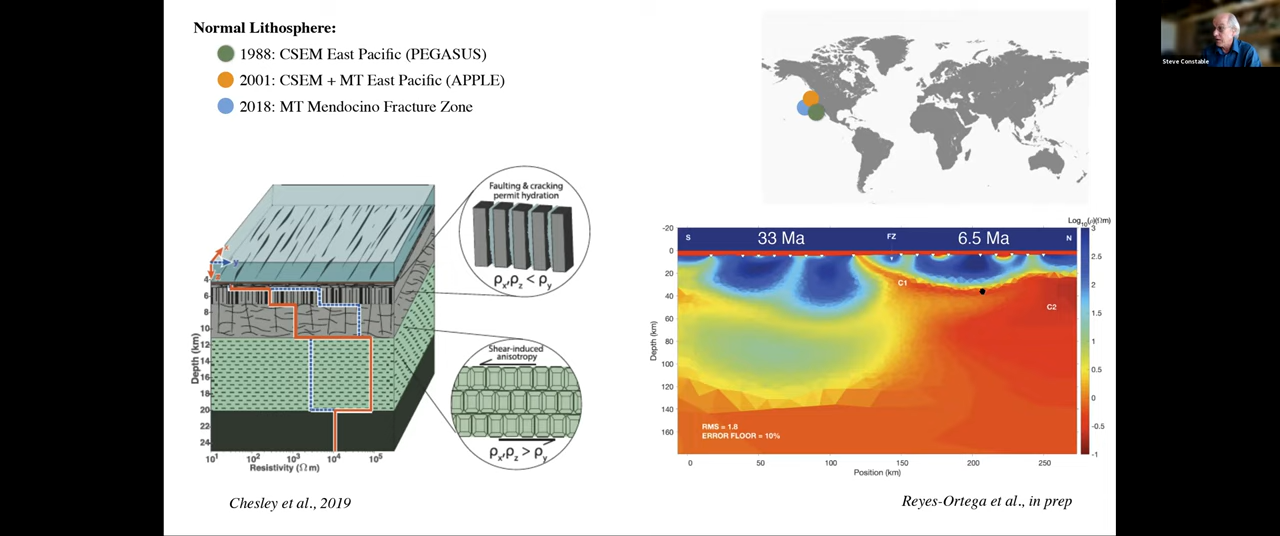 Normal Lithosphere:
1988: CSEM East Pacific (PEGASUS)
2001: CSEM + MT East Pacific (APPLE)
2018: MT Mendocino Fracture Zone
Steve Constable
Faulting & cracking
permit hydration
ρx,ρz < ρy
x
y
z
4
6
8
10
12
14
16
18
20
22
24
Depth (km)
10¹ 10² 10³ 10⁴ 10⁵
Resistivity (Ω m)
Shear-induced
anisotropy
ρx,ρz > ρy
Chesley et al., 2019
Log₁₀(ρ)(Ωm)
S 33 Ma FZ 6.5 Ma N
C1
C2
-20
0
20
40
60
80
100
120
140
160
Depth (km)
RMS = 1.8
ERROR FLOOR = 10%
0 50 100 150 200 250
Position (km)
3
2.5
2
1.5
1
0.5
0
-0.5
-1
Reyes-Ortega et al., in prep